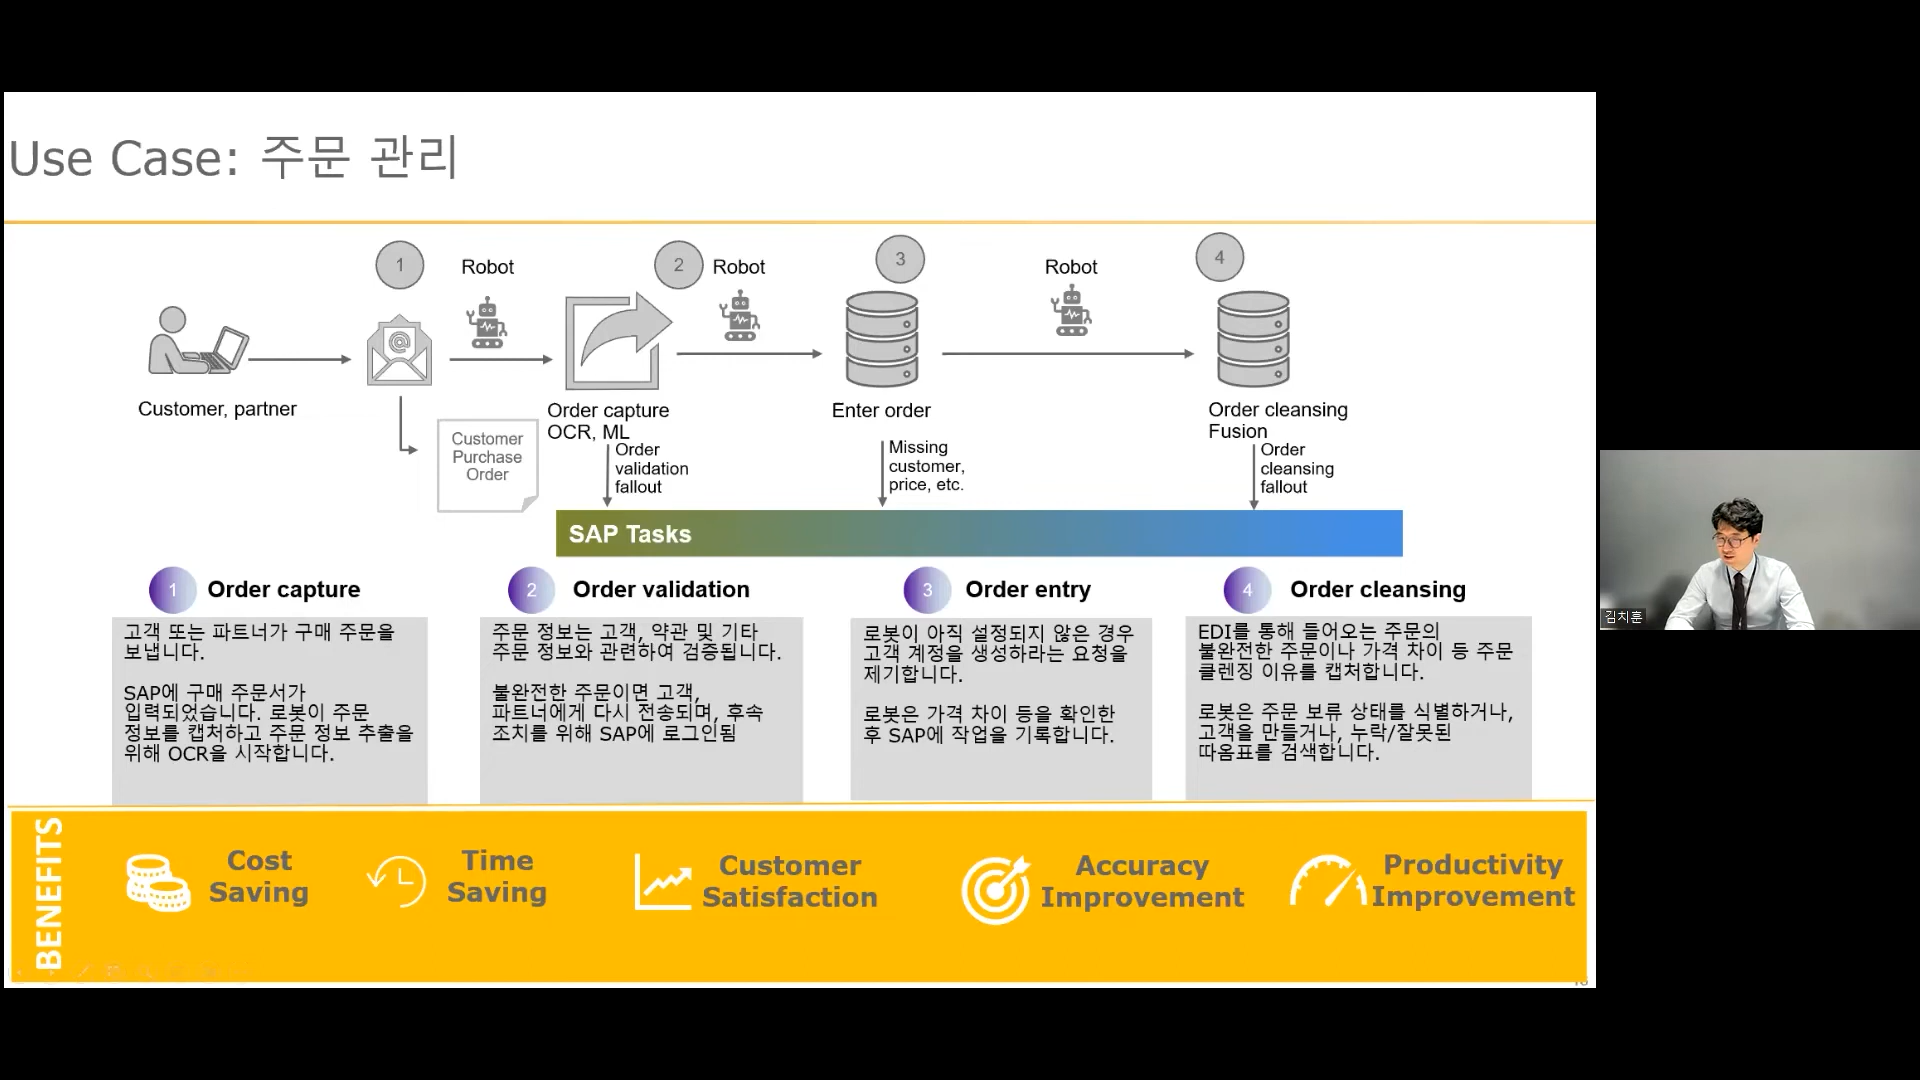 Use Case: 주문 관리
1
Robot
2
Robot
3
Robot
4
Customer, partner
Customer
Purchase
Order
Order capture
OCR, ML
Order
validation
fallout
Enter order
Missing
customer,
price, etc.
Order cleansing
Fusion
Order
cleansing
fallout
SAP Tasks
1
Order capture
고객 또는 파트너가 구매 주문을
보냅니다.
SAP에 구매 주문서가
입력되었습니다. 로봇이 주문
정보를 캡처하고 주문 정보 추출을
위해 OCR을 시작합니다.
2
Order validation
주문 정보는 고객, 약관 및 기타
주문 정보와 관련하여 검증됩니다.
불완전한 주문이면 고객,
파트너에게 다시 전송되며, 후속
조치를 위해 SAP에 로그인됨
3
Order entry
로봇이 아직 설정되지 않은 경우
고객 계정을 생성하라는 요청을
제기합니다.
로봇은 가격 차이 등을 확인한
후 SAP에 작업을 기록합니다.
4
Order cleansing
EDI를 통해 들어오는 주문의
불완전한 주문이나 가격 차이 등 주문
클렌징 이유를 캡처합니다.
로봇은 주문 보류 상태를 식별하거나,
고객을 만들거나, 누락/잘못된
따옴표를 검색합니다.
BENEFITS
Cost
Saving
Time
Saving
Customer
Satisfaction
Accuracy
Improvement
Productivity
Improvement
김치훈